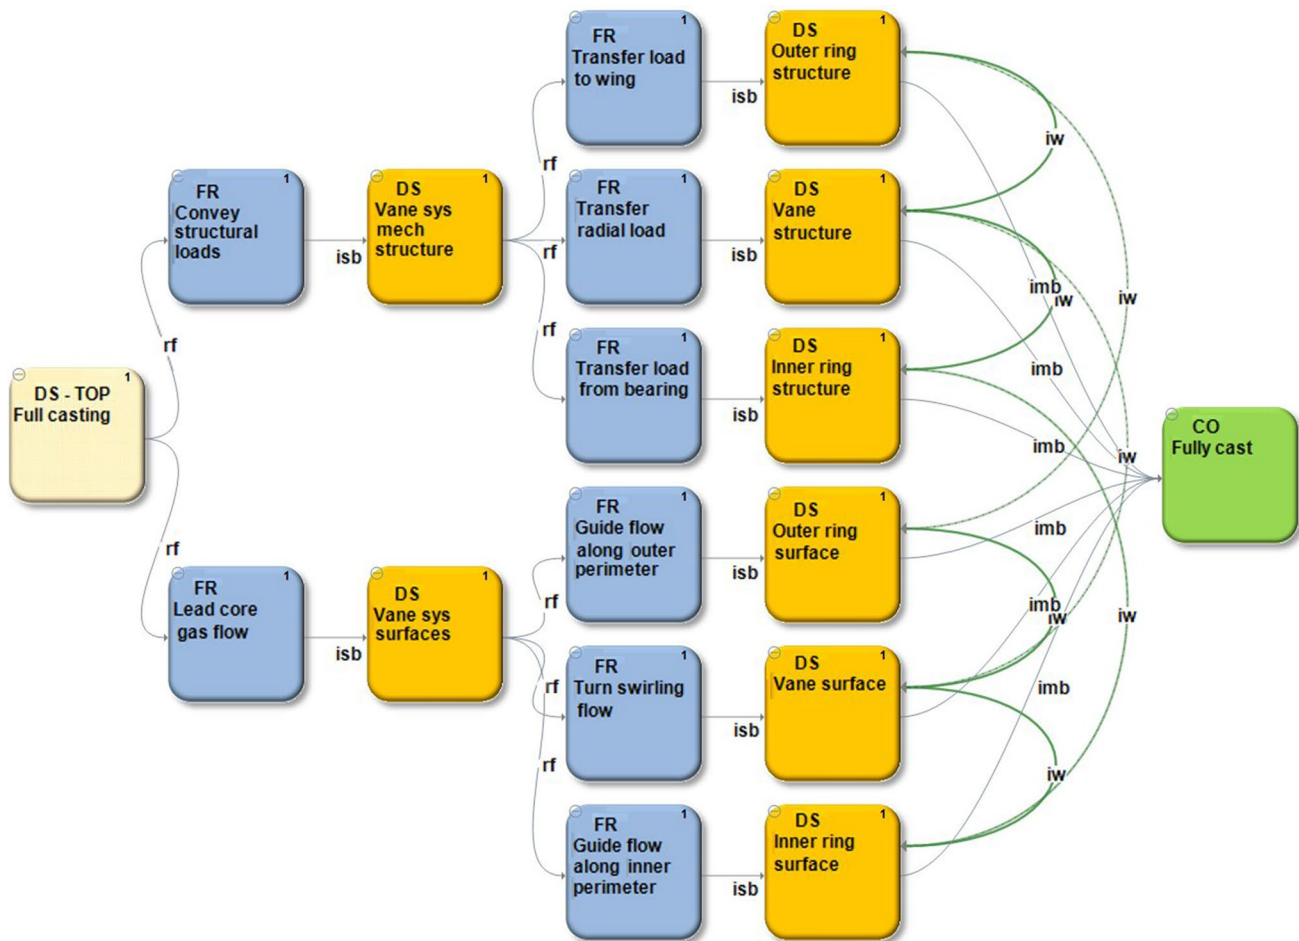 DS - TOP 1
Full casting
rf
rf
FR 1
Convey
structural
loads
isb
DS 1
Vane sys
mech
structure
rf
rf
rf
FR 1
Lead core
gas flow
isb
DS 1
Vane sys
surfaces
rf
rf
rf
FR 1
Transfer load
to wing
isb
DS 1
Outer ring
structure
FR 1
Transfer
radial load
isb
DS 1
Vane
structure
FR 1
Transfer load
from bearing
isb
DS 1
Inner ring
structure
FR 1
Guide flow
along outer
perimeter
isb
DS 1
Outer ring
surface
FR 1
Turn swirling
flow
isb
DS 1
Vane surface
FR 1
Guide flow
along inner
perimeter
isb
DS 1
Inner ring
surface
iw
imb
iw
iw
imb
imb
iw
imb
imb
iw
iw
imb
iw
CO
Fully cast